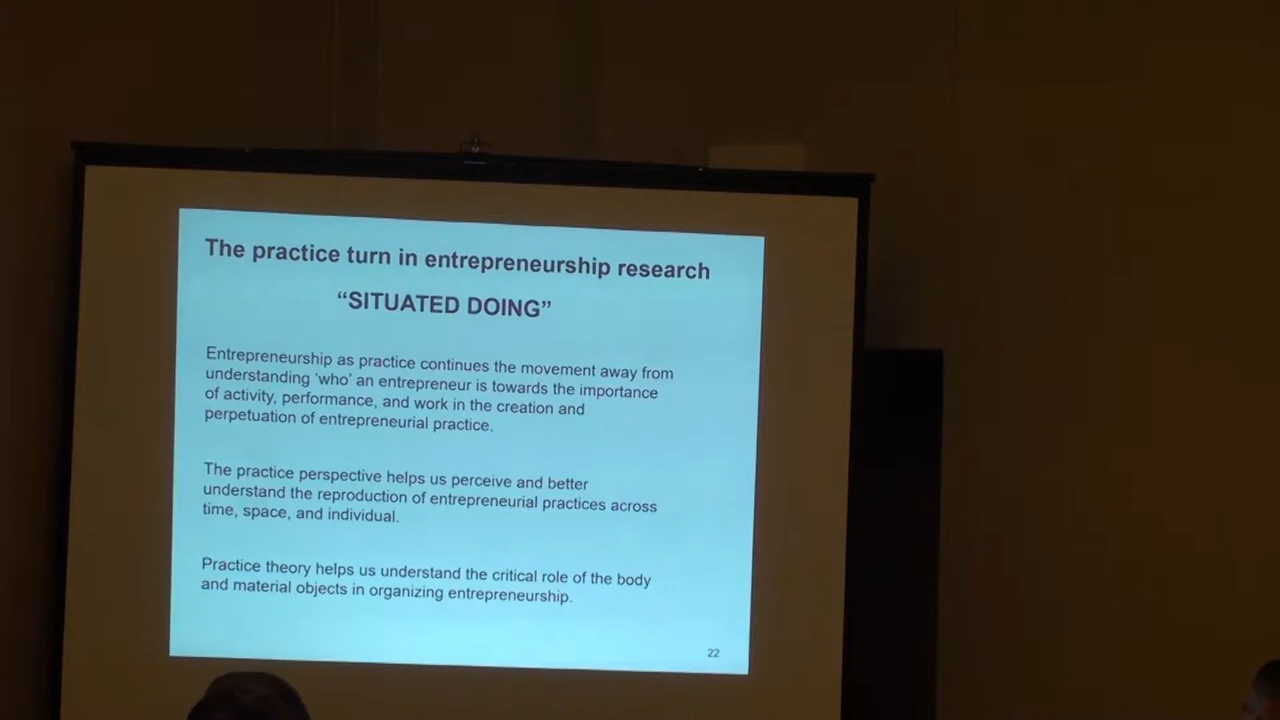 The practice turn in entrepreneurship research
“SITUATED DOING”
Entrepreneurship as practice continues the movement away from
understanding ‘who’ an entrepreneur is towards the importance
of activity, performance, and work in the creation and
perpetuation of entrepreneurial practice.
The practice perspective helps us perceive and better
understand the reproduction of entrepreneurial practices across
time, space, and individual.
Practice theory helps us understand the critical role of the body
and material objects in organizing entrepreneurship.
22